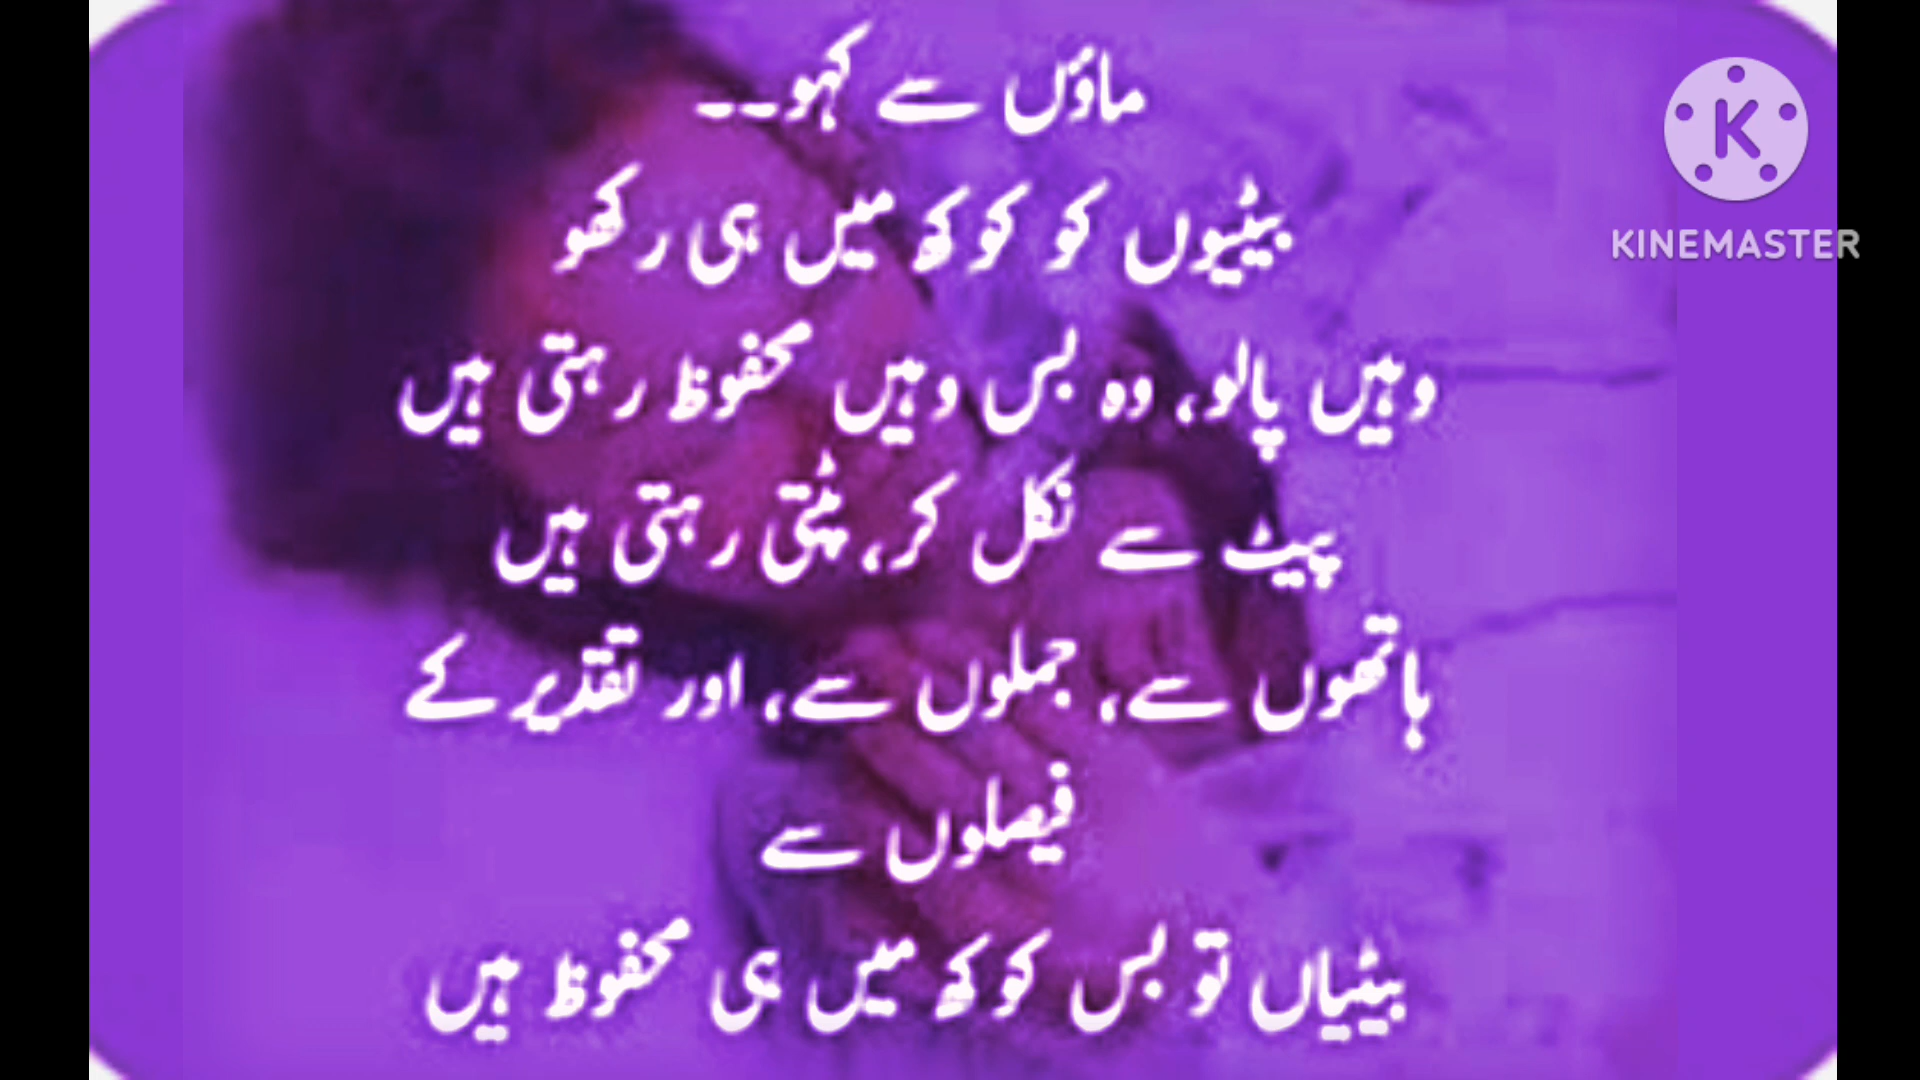 ماؤں سے کہو۔۔
بیٹیوں کو کوکھ میں ہی رکھو
وہیں پالو، وہ بس وہیں محفوظ رہتی ہیں
پیٹ سے نکل کر، پٹتی رہتی ہیں
ہاتھوں سے، جملوں سے، اور تقدیر کے
فیصلوں سے
بیٹیاں تو بس کوکھ میں ہی محفوظ ہیں
K
KINEMASTER